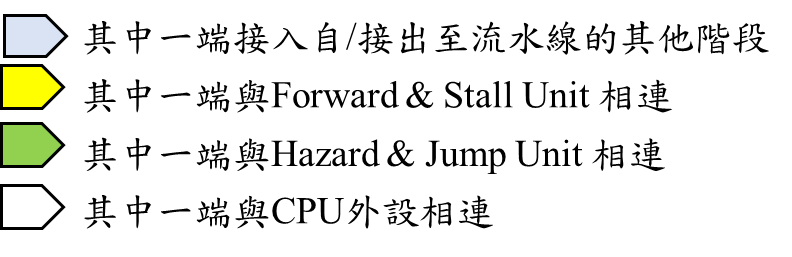 其中一端接入自/接出至流水線的其他階段
其中一端與Forward & Stall Unit 相連
其中一端與Hazard & Jump Unit 相連
其中一端與CPU外設相連